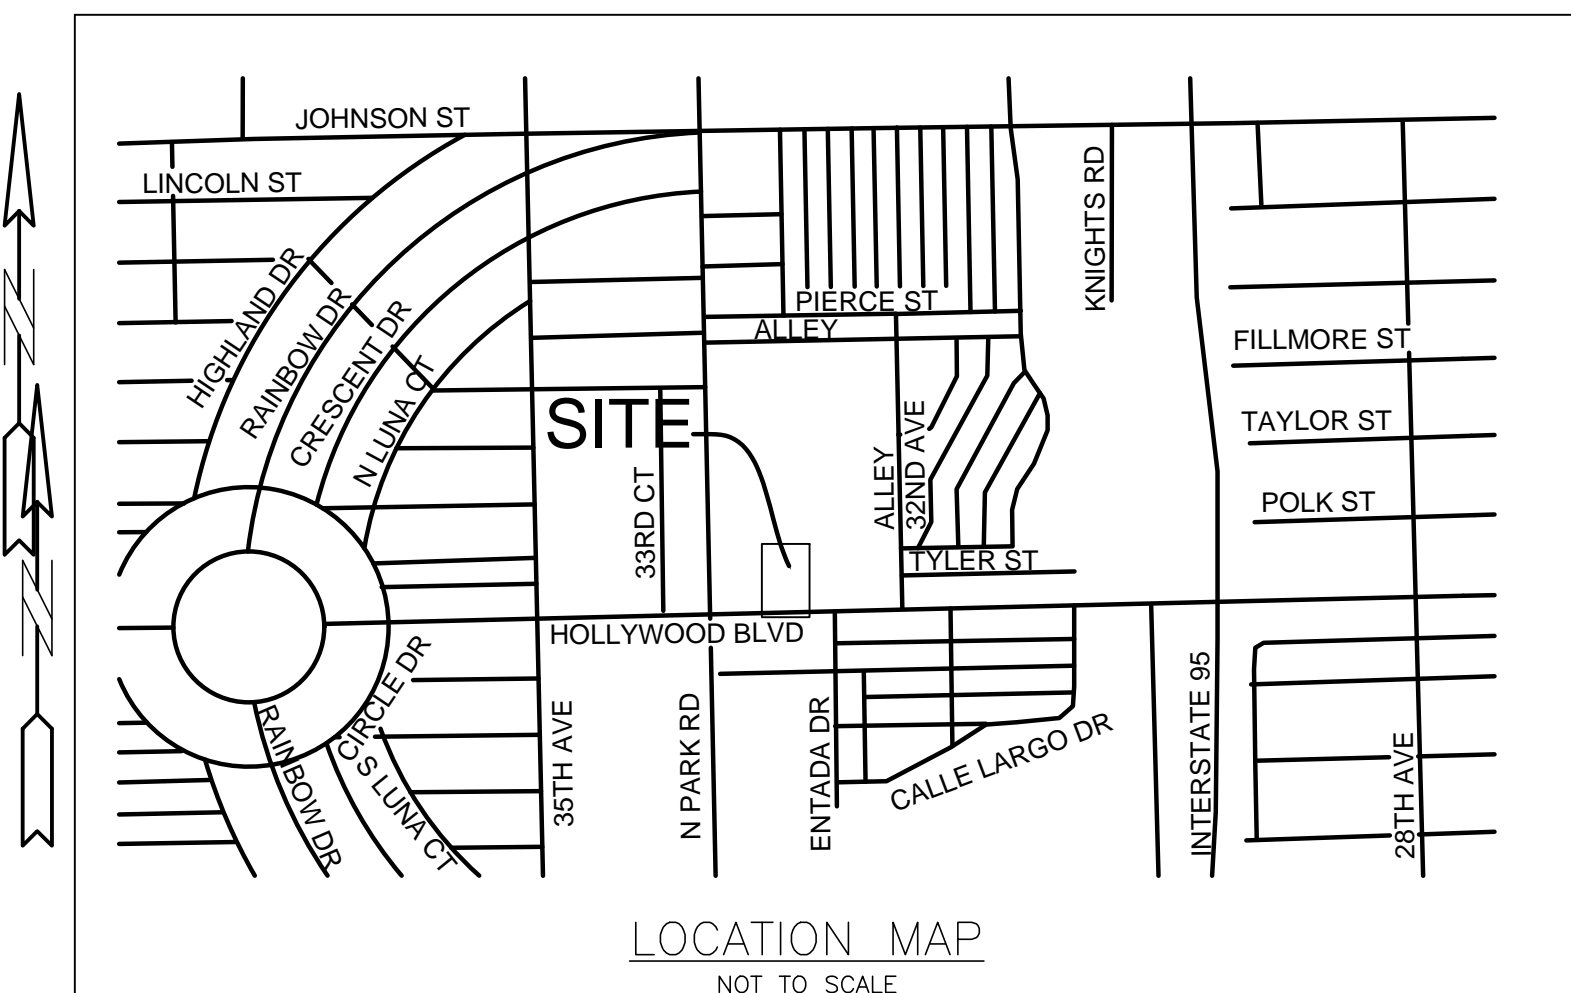 JOHNSON ST
LINCOLN ST
KNIGHTS RD
HIGHLAND DR
RAINBOW DR
CRESCENT DR
N LUNA CT
PIERCE ST
ALLEY
FILLMORE ST
SITE
TAYLOR ST
32ND AVE
ALLEY
33RD CT
POLK ST
TYLER ST
HOLLYWOOD BLVD
CIRCLE DR
RAINBOW DR
S LUNA CT
35TH AVE
N PARK RD
ENTADA DR
CALLE LARGO DR
INTERSTATE 95
28TH AVE
N
N
LOCATION MAP
NOT TO SCALE